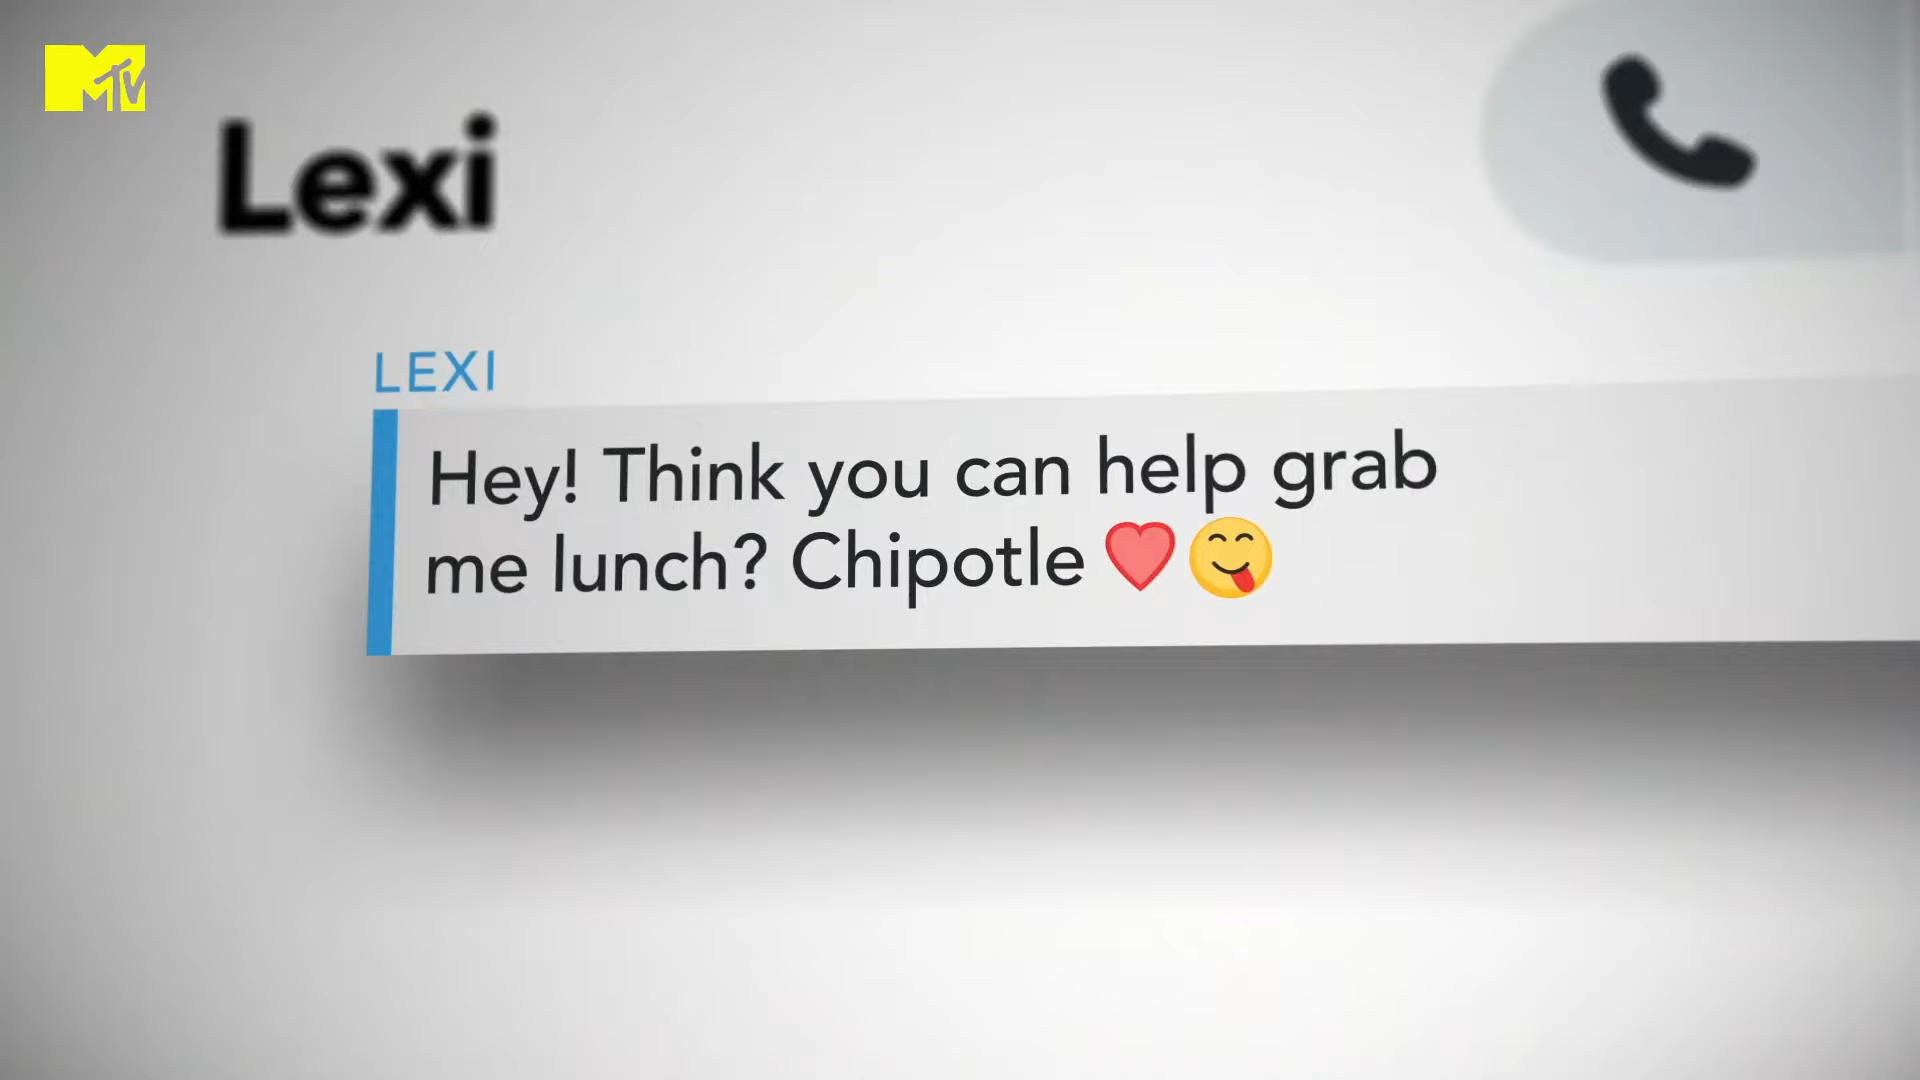 MTV
Lexi
LEXI
Hey! Think you can help grab
me lunch? Chipotle ❤️😋